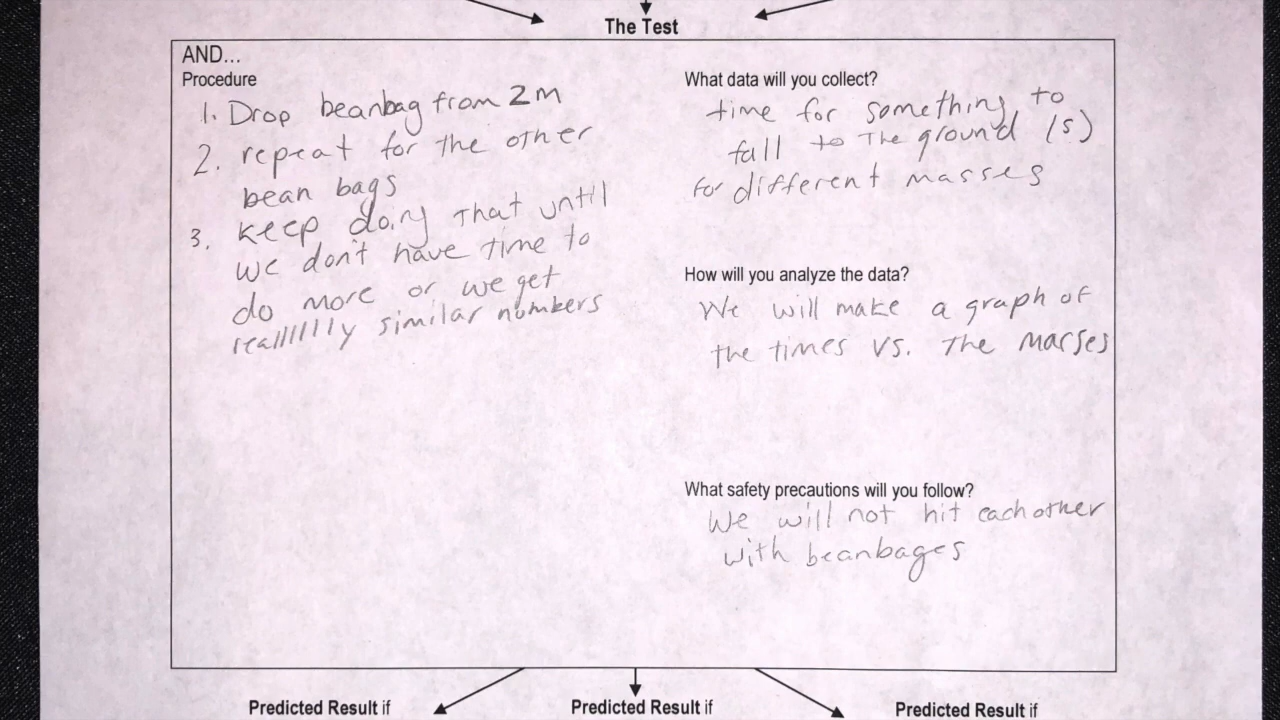 The Test
AND...
Procedure
1. Drop beanbag from 2m
2. repeat for the other
bean bags
3. keep doing that until
we don't have time to
do more or we get
reallllllly similar numbers
What data will you collect?
time for something to
fall to the ground (s)
for different masses
How will you analyze the data?
We will make a graph of
the times vs. the masses
What safety precautions will you follow?
We will not hit eachother
with beanbages
Predicted Result if
Predicted Result if
Predicted Result if